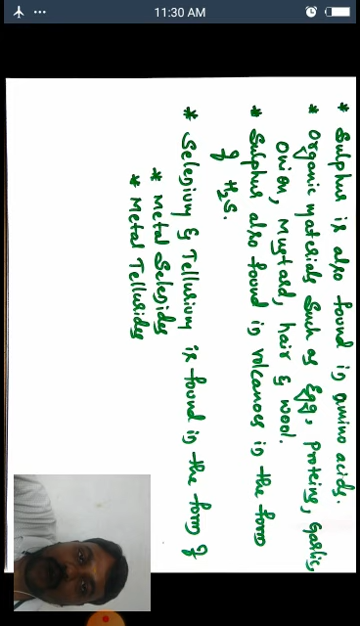 11:30 AM
* Sulphur is also found in amino acids.
* Organic materials such as Egg, Proteins, Garlic,
Onion, Mustard, hair & wool.
* Sulphur also found in volcanoes in the form
of H₂S.
* Selenium & Tellurium is found in the form of
* Metal Selenides
* Metal Tellurides